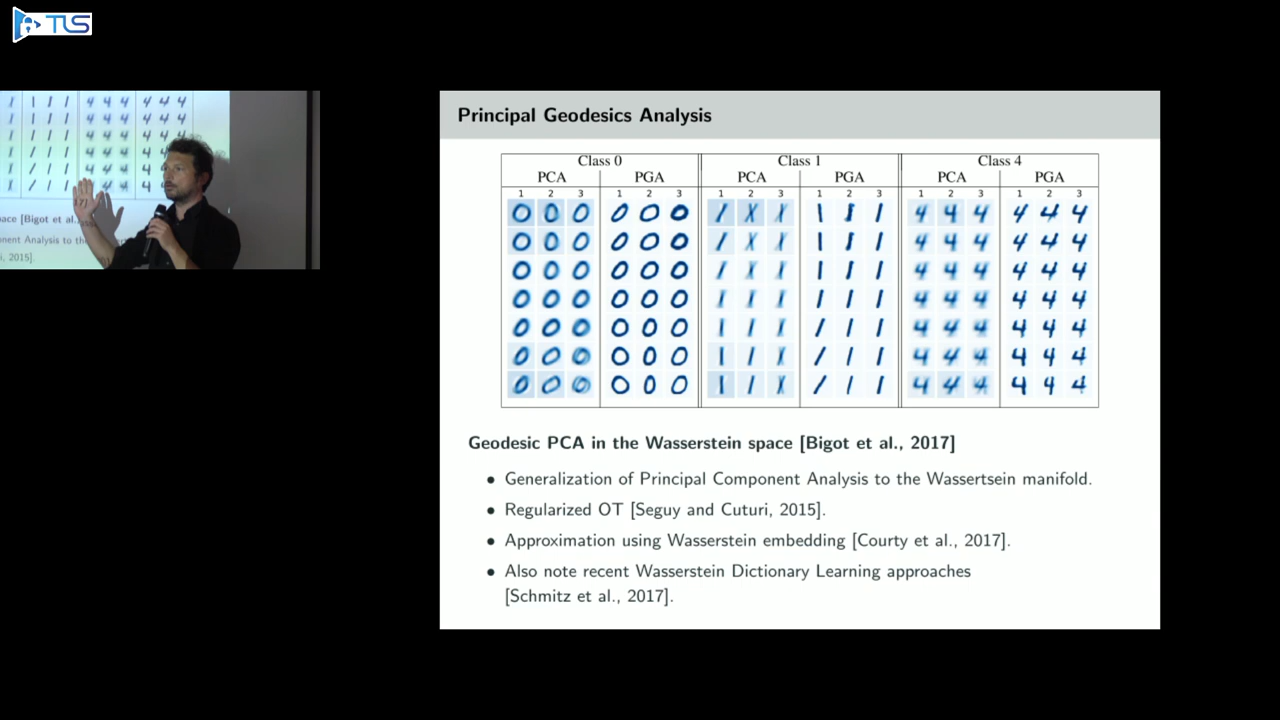 TLS
Principal Geodesics Analysis
Class 0 Class 1 Class 4
PCA PGA PCA PGA PCA PGA
1 2 3 1 2 3 1 2 3 1 2 3 1 2 3 1 2 3
Geodesic PCA in the Wasserstein space [Bigot et al., 2017]
• Generalization of Principal Component Analysis to the Wassertsein manifold.
• Regularized OT [Seguy and Cuturi, 2015].
• Approximation using Wasserstein embedding [Courty et al., 2017].
• Also note recent Wasserstein Dictionary Learning approaches
[Schmitz et al., 2017].